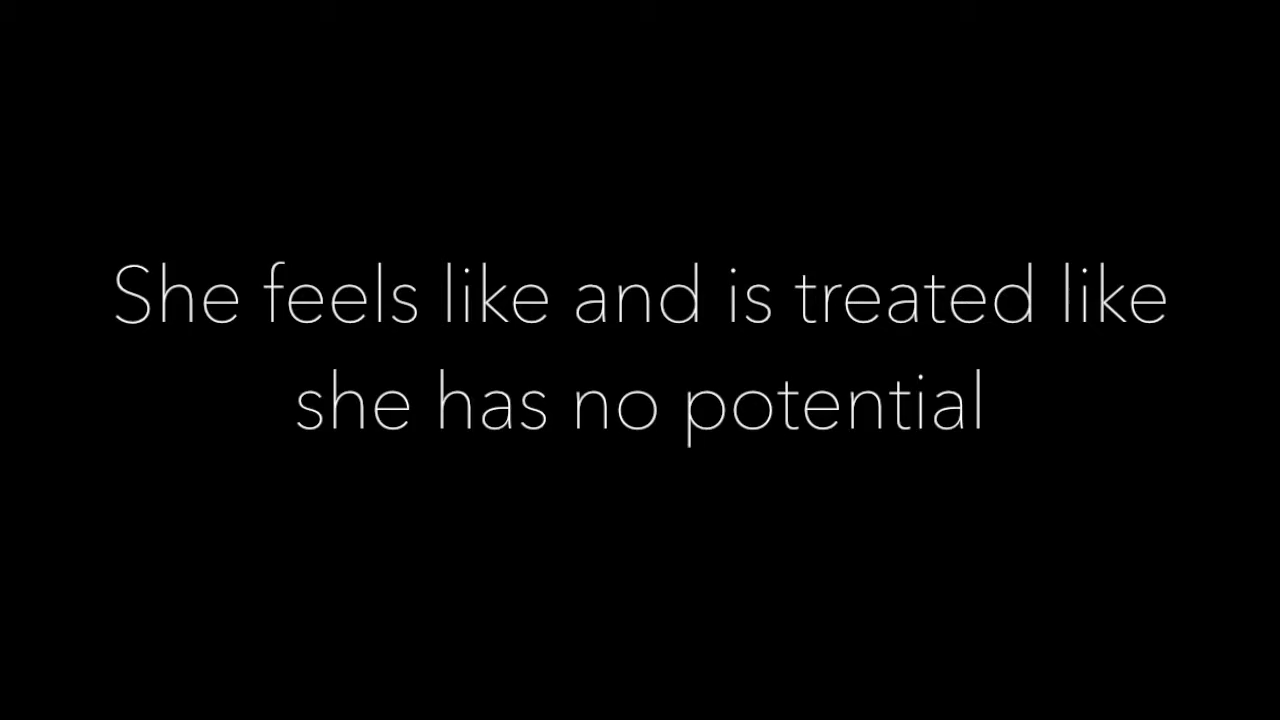 She feels like and is treated like
she has no potential